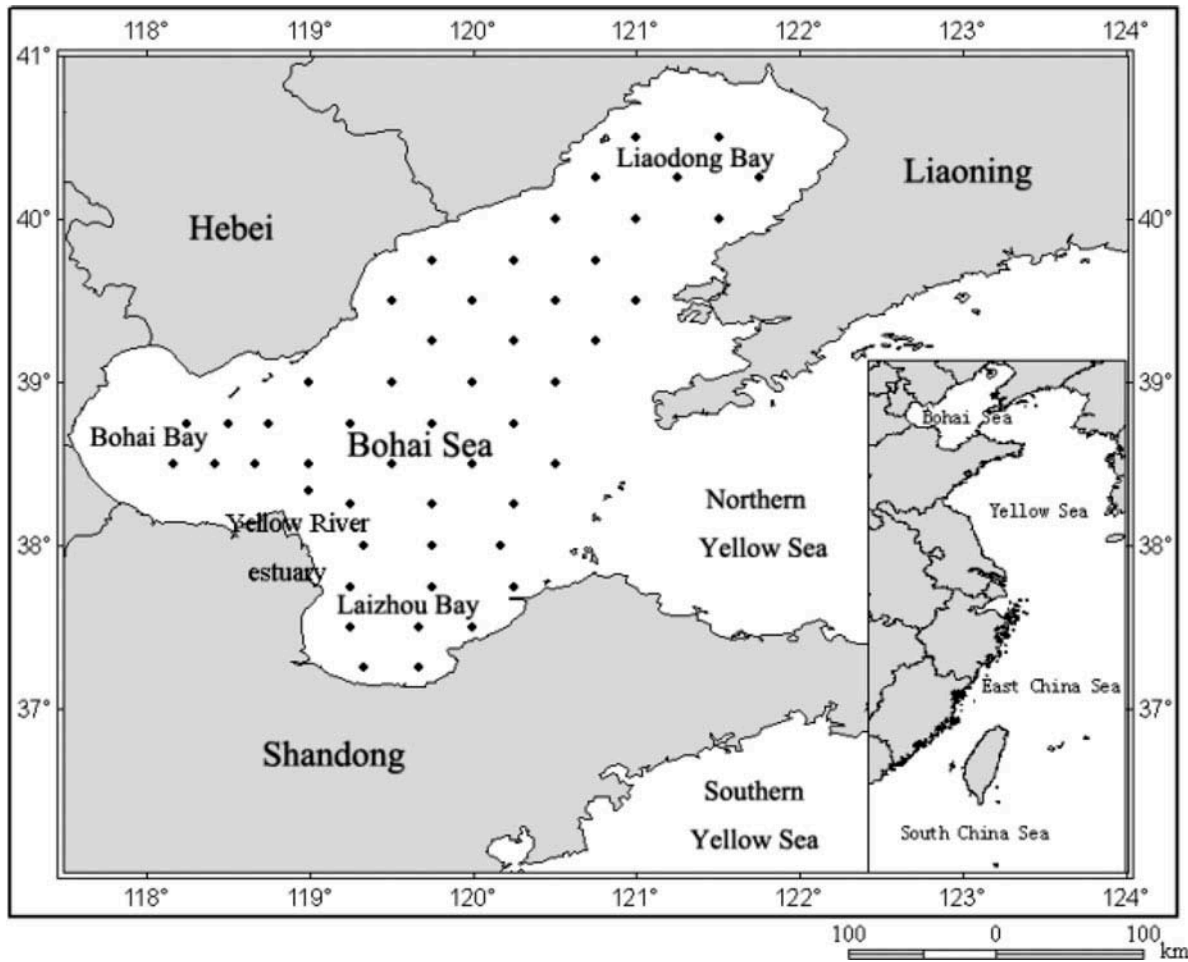 118° 119° 120° 121° 122° 123° 124°
41°
Liaodong Bay
Liaoning
Hebei
40° 40°
39° 39°
Bohai Bay
Bohai Sea
Bohai Sea
Yellow River
estuary
Northern
Yellow Sea
Yellow Sea
38° 38°
Laizhou Bay
East China Sea
37° 37°
Shandong
Southern
Yellow Sea
South China Sea
118° 119° 120° 121° 122° 123° 124°
100 0 100
km